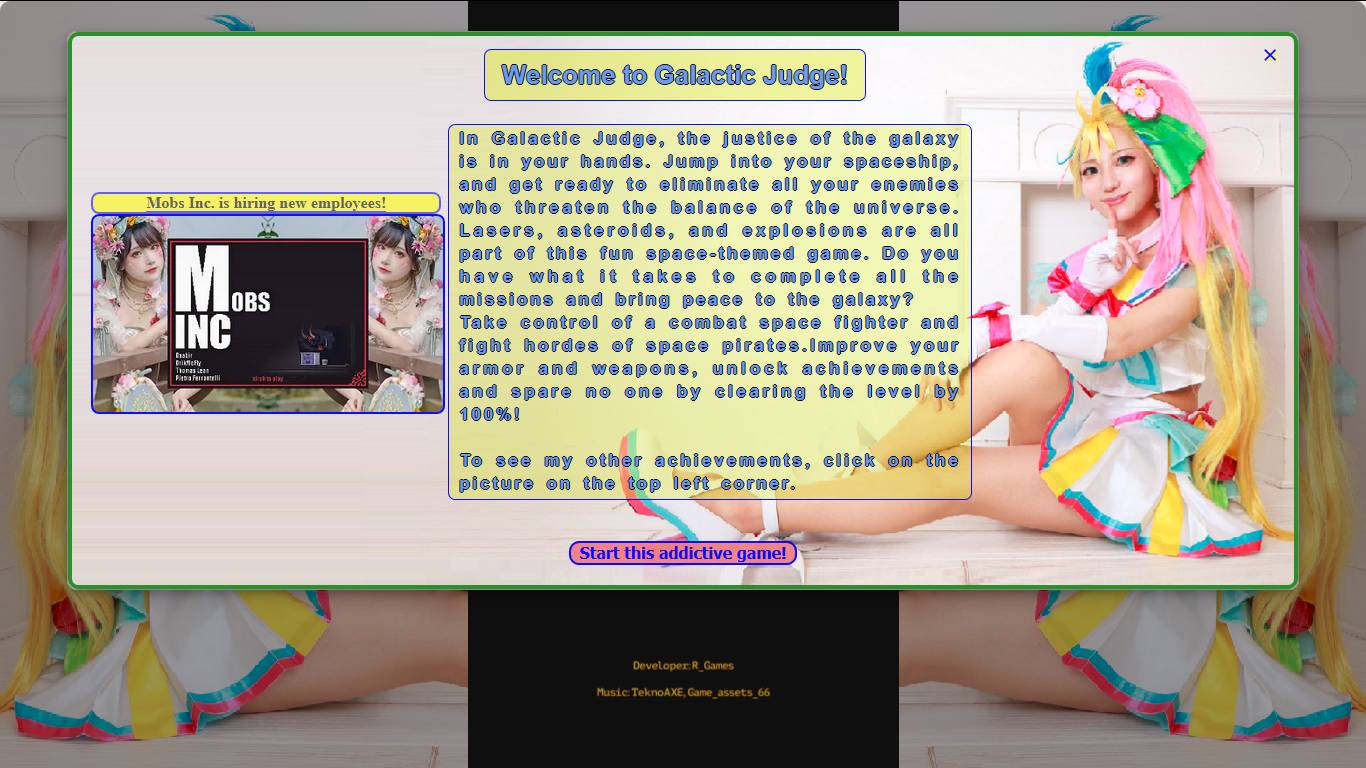 Welcome to Galactic Judge!
In Galactic Judge, the justice of the galaxy
is in your hands. Jump into your spaceship,
and get ready to eliminate all your enemies
who threaten the balance of the universe.
Lasers, asteroids, and explosions are all
part of this fun space-themed game. Do you
have what it takes to complete all the
missions and bring peace to the galaxy?
Take control of a combat space fighter and
fight hordes of space pirates.Improve your
armor and weapons, unlock achievements
and spare no one by clearing the level by
100%!
To see my other achievements, click on the
picture on the top left corner.
Mobs Inc. is hiring new employees!
MOBS
INC
Thomas Lean
Pietro Ferrantelli
click to play
Start this addictive game!
Developer: R_Games
Music: TeknoAXE, Game_assets_66